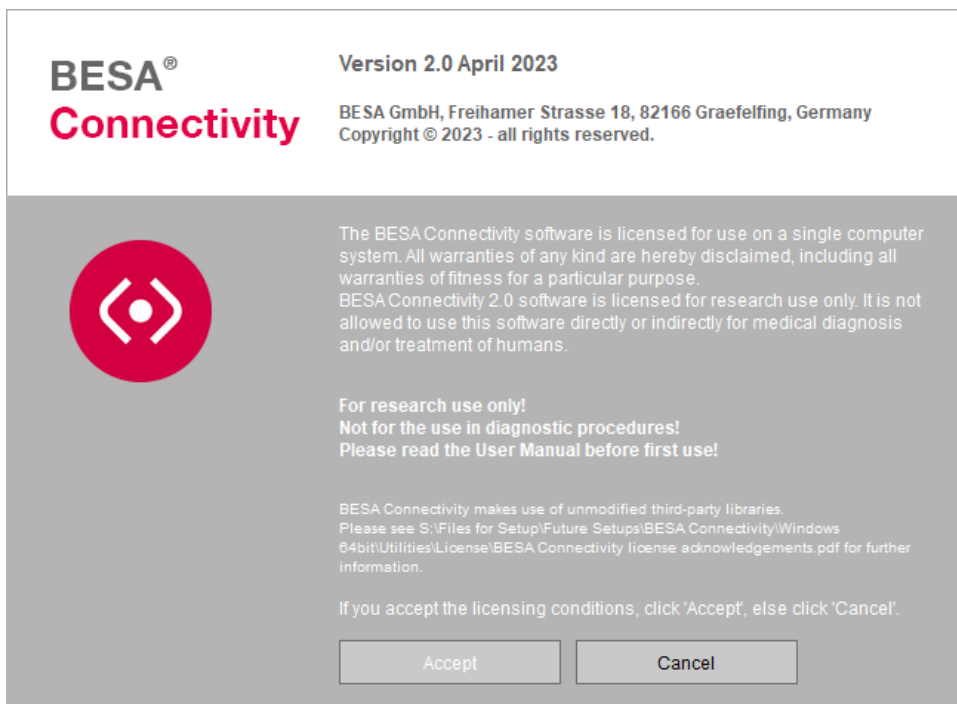 BESA®
Connectivity
Version 2.0 April 2023
BESA GmbH, Freihamer Strasse 18, 82166 Graefelfing, Germany
Copyright © 2023 - all rights reserved.
The BESA Connectivity software is licensed for use on a single computer
system. All warranties of any kind are hereby disclaimed, including all
warranties of fitness for a particular purpose.
BESA Connectivity 2.0 software is licensed for research use only. It is not
allowed to use this software directly or indirectly for medical diagnosis
and/or treatment of humans.
For research use only!
Not for the use in diagnostic procedures!
Please read the User Manual before first use!
BESA Connectivity makes use of unmodified third-party libraries.
Please see S:\Files for Setup\Future Setups\BESA Connectivity\Windows
64bit\Utilities\License\BESA Connectivity license acknowledgements.pdf for further
information.
If you accept the licensing conditions, click 'Accept', else click 'Cancel'.
Accept
Cancel